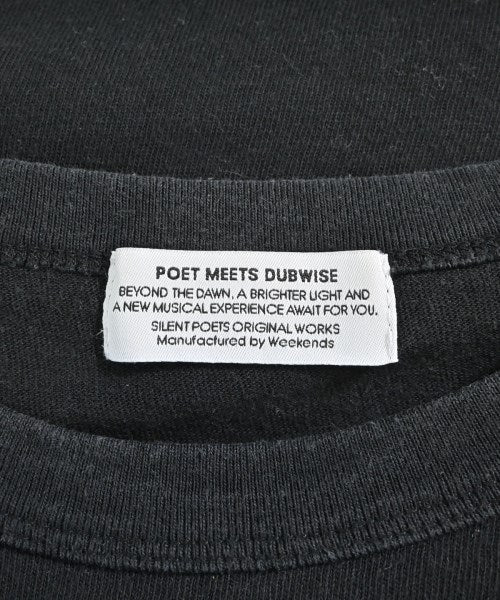 POET MEETS DUBWISE
BEYOND THE DAWN, A BRIGHTER LIGHT AND
A NEW MUSICAL EXPERIENCE AWAIT FOR YOU.
SILENT POETS ORIGINAL WORKS
Manufactured by Weekends